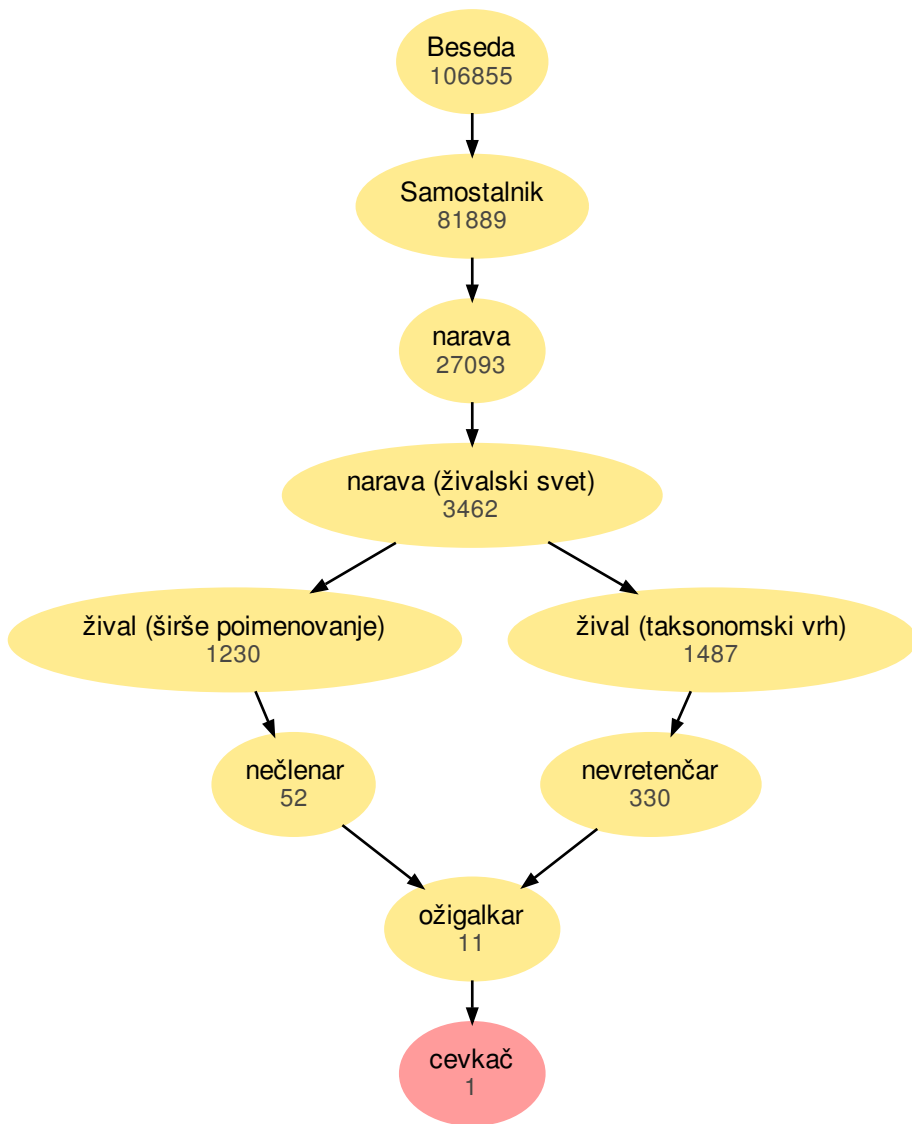 Beseda
106855
Samostalnik
81889
narava
27093
narava (živalski svet)
3462
žival (širše poimenovanje)
1230
žival (taksonomski vrh)
1487
nečlenar
52
nevretenčar
330
ožigalkar
11
cevkač
1